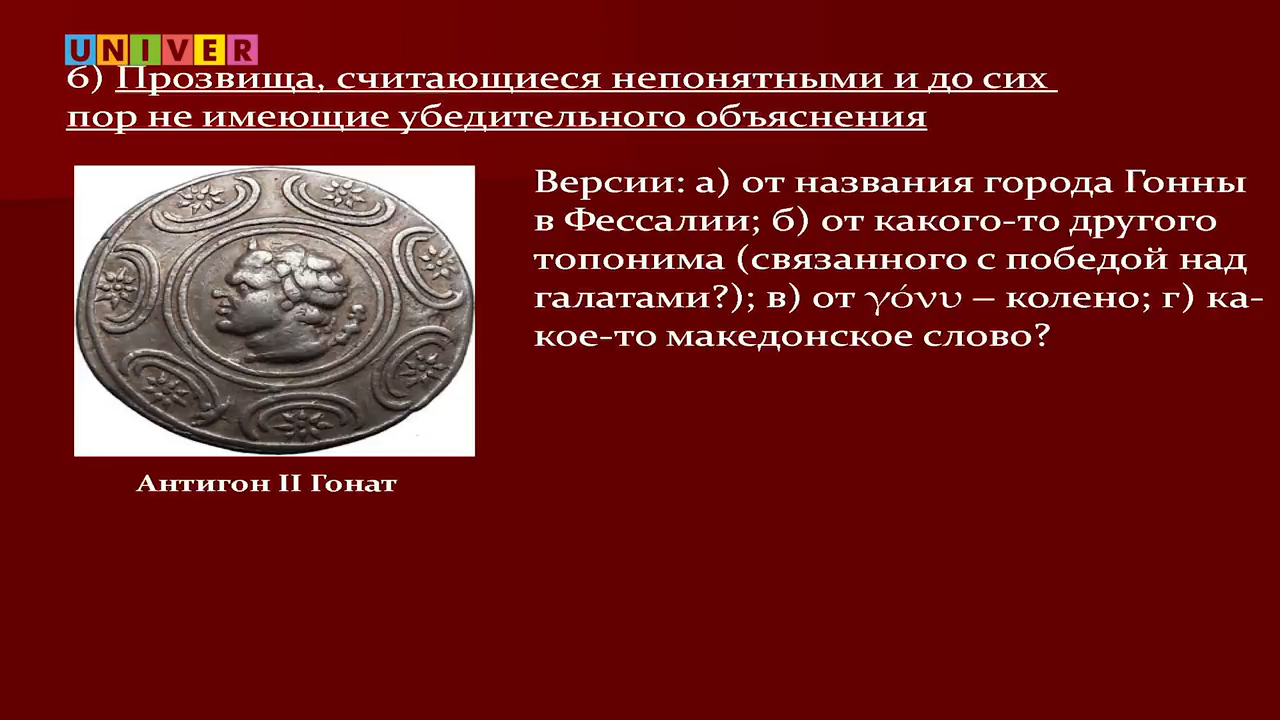 UNIVER
б) Прозвища, считающиеся непонятными и до сих
пор не имеющие убедительного объяснения
Версии: а) от названия города Гонны
в Фессалии; б) от какого-то другого
топонима (связанного с победой над
галатами?); в) от γόνυ – колено; г) ка-
кое-то македонское слово?
Антигон II Гонат